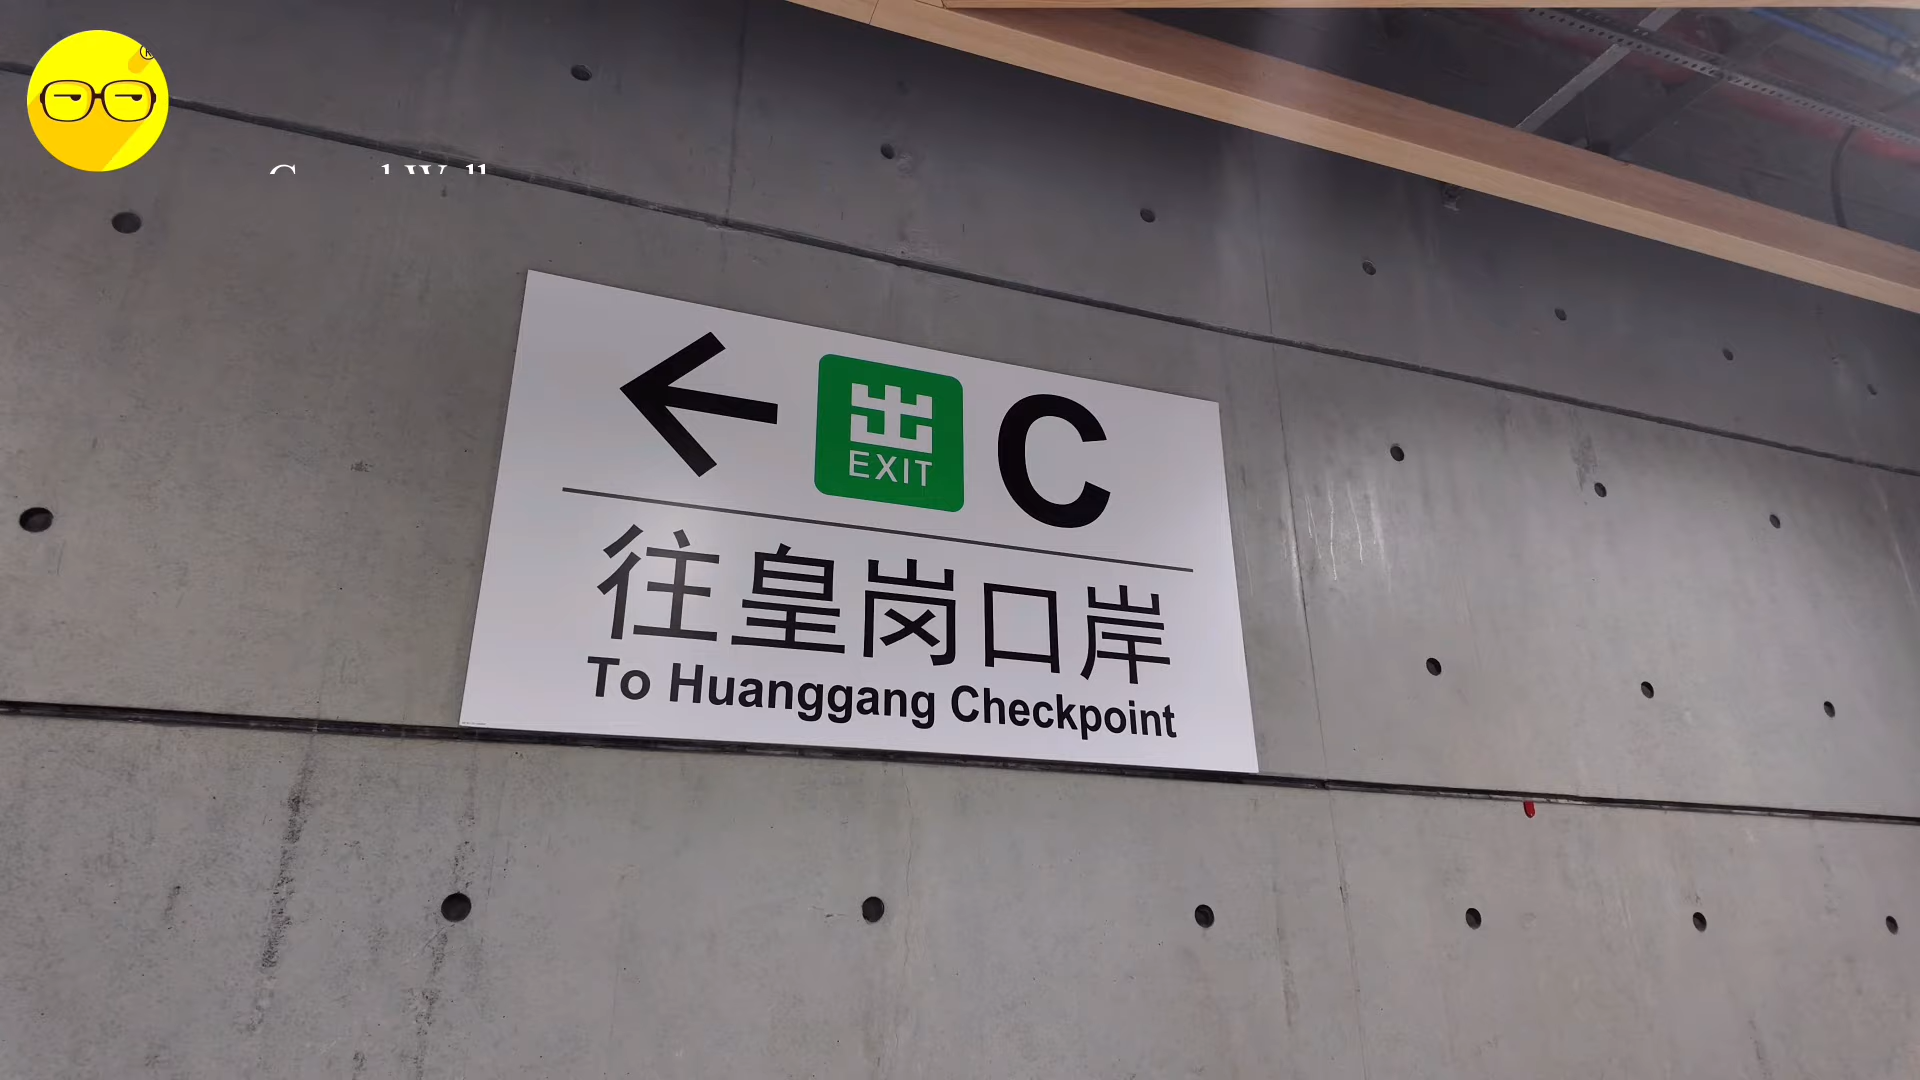 出 C
EXIT
往皇岗口岸
To Huanggang Checkpoint